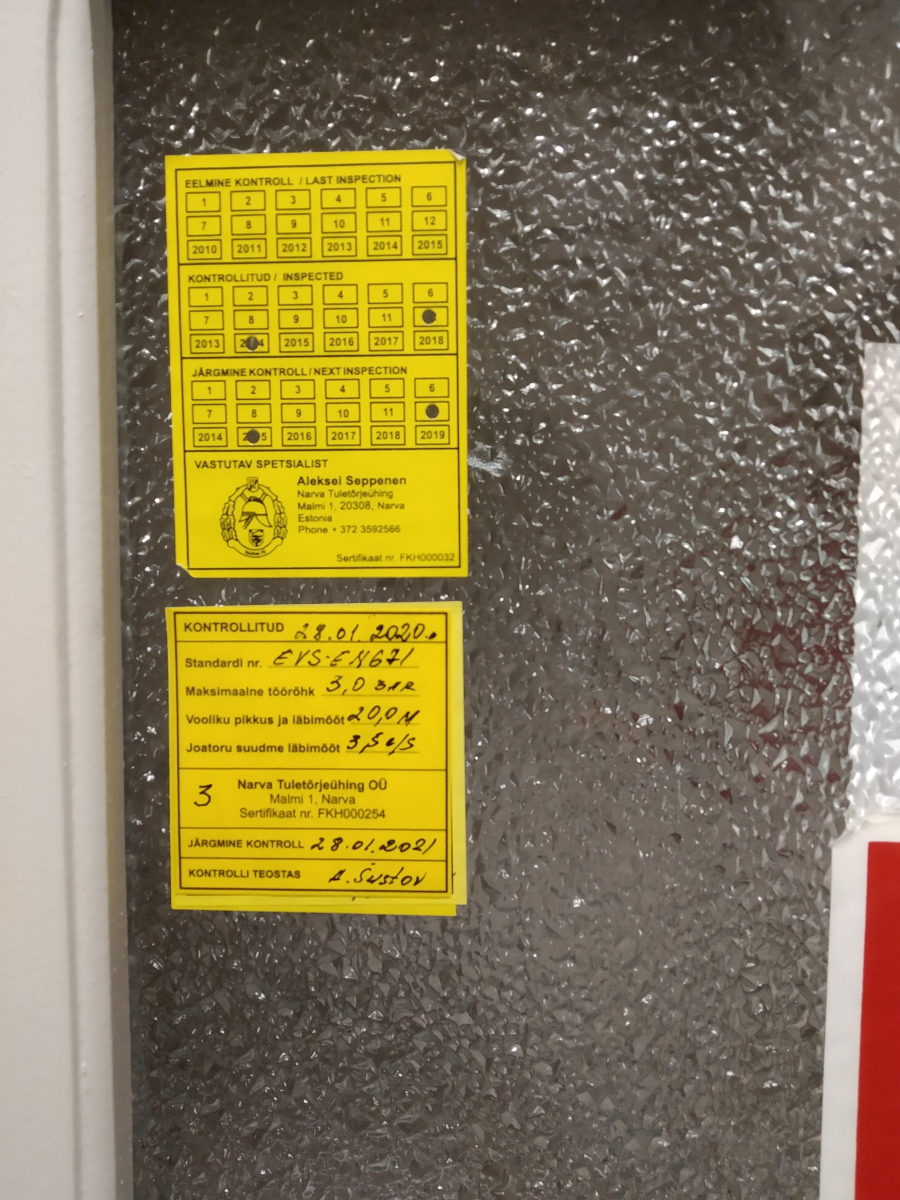 EELMINE KONTROLL / LAST INSPECTION
1 2 3 4 5 6
7 8 9 10 11 12
2010 2011 2012 2013 2014 2015
KONTROLLITUD / INSPECTED
1 2 3 4 5 6
7 8 9 10 11
2013 2015 2016 2017 2018
JÄRGMINE KONTROLL / NEXT INSPECTION
1 2 3 4 5 6
7 8 9 10 11
2014 2016 2017 2018 2019
VASTUTAV SPETSIALIST
Aleksei Seppenen
Narva Tuletõrjeühing
Malmi 1, 20308, Narva
Estonia
Phone + 372 3592566
Sertifikaat nr. FKH000032
KONTROLLITUD 28.01.2020.
Standardi nr. EVS-EN671
Maksimaalne töörõhk 3,0 BAR
Vooliku pikkus ja läbimõõt 20,0 M
Joatoru suudme läbimõõt
3
Narva Tuletõrjeühing OÜ
Malmi 1, Narva
Sertifikaat nr. FKH000254
JÄRGMINE KONTROLL 28.01.2021
KONTROLLI TEOSTAS A. Šustov